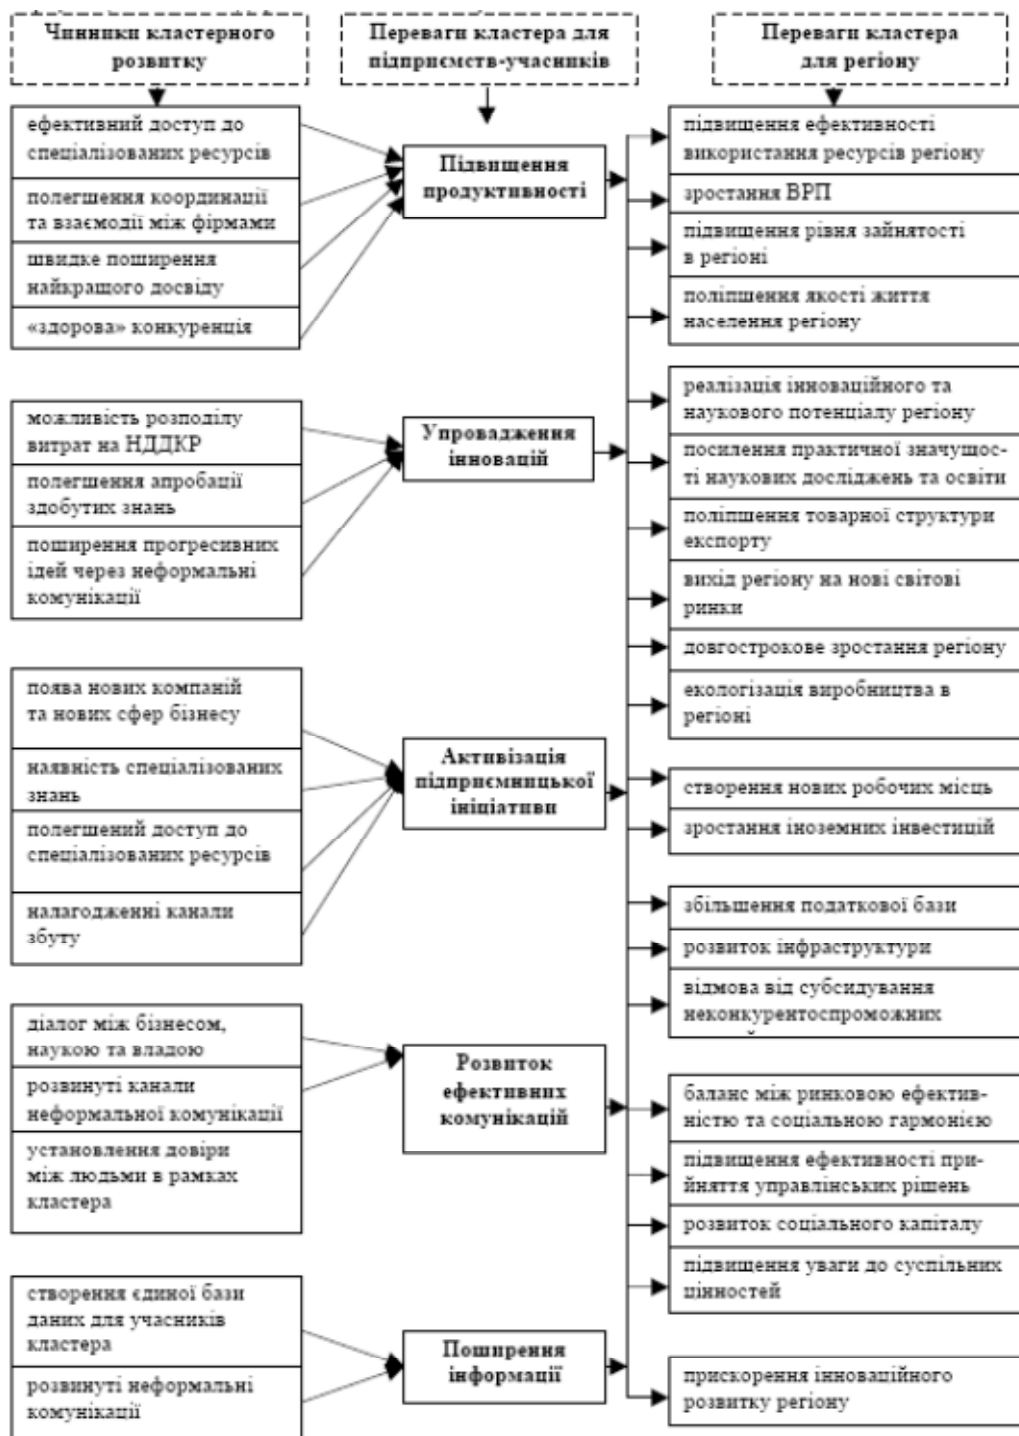 Чинники кластерного
розвитку
ефективний доступ до
спеціалізованих ресурсів
полегшення координації
та взаємодії між фірмами
швидке поширення
найкращого досвіду
«здорова» конкуренція
можливість розподілу
витрат на НДДКР
полегшення апробації
здобутих знань
поширення прогресивних
ідей через неформальні
комунікації
поява нових компаній
та нових сфер бізнесу
наявність спеціалізованих
знань
полегшений доступ до
спеціалізованих ресурсів
налагодженні канали
збуту
діалог між бізнесом,
наукою та владою
розвинуті канали
неформальної комунікації
установлення довіри
між людьми в рамках
кластера
створення єдиної бази
даних для учасників
кластера
розвинуті неформальні
комунікації
Переваги кластера для
підприємств-учасників
Підвищення
продуктивності
Упровадження
інновацій
Активізація
підприємницької
ініціативи
Розвиток
ефективних
комунікацій
Поширення
інформації
Переваги кластера
для регіону
підвищення ефективності
використання ресурсів регіону
зростання ВРП
підвищення рівня зайнятості
в регіоні
поліпшення якості життя
населення регіону
реалізація інноваційного та
наукового потенціалу регіону
посилення практичної значущос-
ті наукових досліджень та освіти
поліпшення товарної структури
експорту
вихід регіону на нові світові
ринки
довгострокове зростання регіону
екологізація виробництва в
регіоні
створення нових робочих місць
зростання іноземних інвестицій
збільшення податкової бази
розвиток інфраструктури
відмова від субсидування
неконкурентоспроможних
баланс між ринковою ефектив-
ністю та соціальною гармонією
підвищення ефективності при-
йняття управлінських рішень
розвиток соціального капіталу
підвищення уваги до суспільних
цінностей
прискорення інноваційного
розвитку регіону